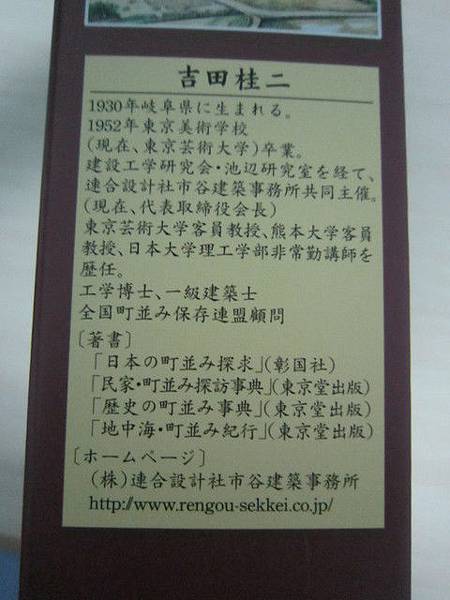 吉田桂二
1930年岐阜県に生まれる。
1952年東京美術学校
(現在、東京芸術大学)卒業。
建設工学研究会・池辺研究室を経て、
連合設計社市谷建築事務所共同主催。
(現在、代表取締役会長)
東京芸術大学客員教授、熊本大学客員
教授、日本大学理工学部非常勤講師を
歴任。
工学博士、一級建築士
全国町並み保存連盟顧問
〔著書〕
「日本の町並み探求」(彰国社)
「民家・町並み探訪事典」(東京堂出版)
「歴史の町並み事典」(東京堂出版)
「地中海・町並み紀行」(東京堂出版)
〔ホームページ〕
(株)連合設計社市谷建築事務所
http://www.rengou-sekkei.co.jp/